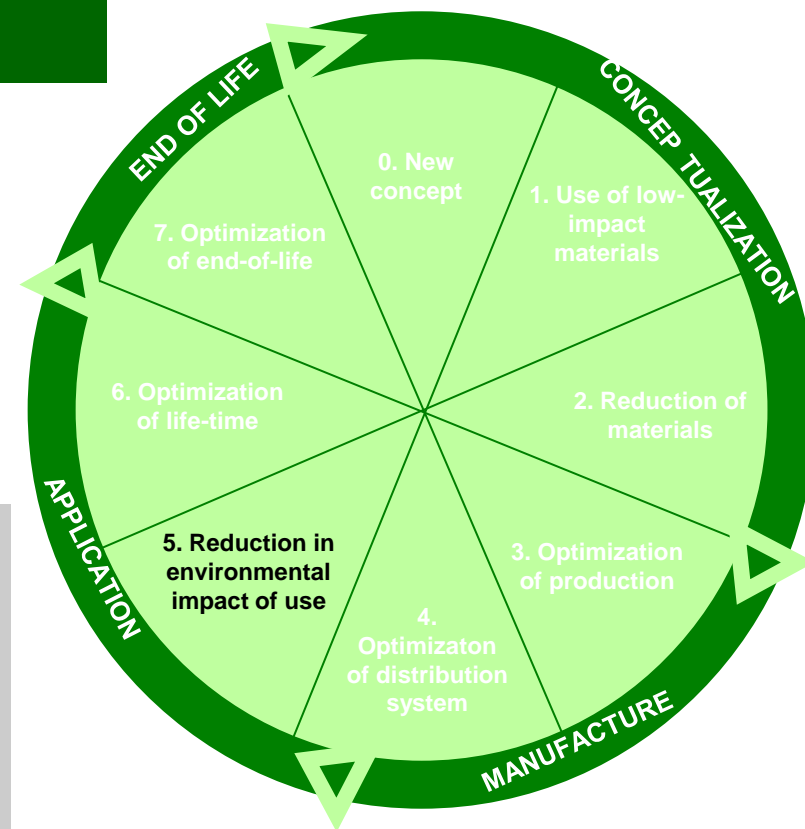 END OF LIFE
CONCEP TUALIZATION
0. New
concept
1. Use of low-
impact
materials
7. Optimization
of end-of-life
6. Optimization
of life-time
2. Reduction of
materials
APPLICATION
5. Reduction in
environmental
impact of use
3. Optimization
of production
4.
Optimizaton
of distribution
system
MANUFACTURE